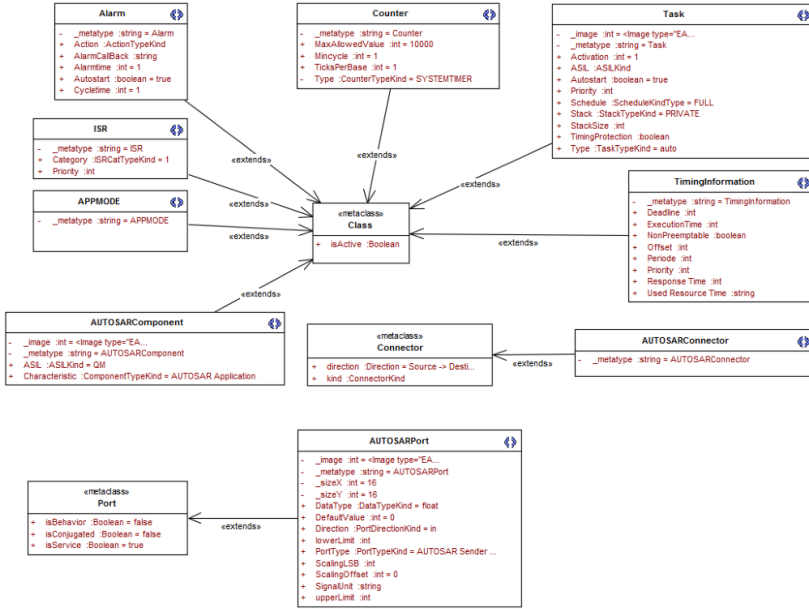 Alarm
- _metatype :string = Alarm
+ Action :ActionTypeKind
+ AlarmCallBack :string
+ Alarmtime :int = 1
+ Autostart :boolean = true
+ Cycletime :int = 1
Counter
- _metatype :string = Counter
+ MaxAllowedValue :int = 10000
+ Mincycle :int = 1
+ TicksPerBase :int = 1
- Type :CounterTypeKind = SYSTEMTIMER
Task
- _image :int = <Image type="EA...
- _metatype :string = Task
+ Activation :int = 1
+ ASIL :ASILKind
+ Autostart :boolean = true
+ Priority :int
+ Schedule :ScheduleKindType = FULL
+ Stack :StackTypeKind = PRIVATE
+ StackSize :int
+ TimingProtection :boolean
+ Type :TaskTypeKind = auto
ISR
- _metatype :string = ISR
+ Category :ISRCatTypeKind = 1
+ Priority :int
«extends»
«extends»
«extends»
«extends»
APPMODE
- _metatype :string = APPMODE
«extends»
«metaclass»
Class
+ isActive :Boolean
«extends»
TimingInformation
- _metatype :string = TimingInformation
+ Deadline :int
+ ExecutionTime :int
+ NonPreemptable :boolean
+ Offset :int
+ Periode :int
+ Priority :int
+ Response Time :int
+ Used Resource Time :string
«extends»
AUTOSARComponent
- _image :int = <Image type="EA...
- _metatype :string = AUTOSARComponent
+ ASIL :ASILKind = QM
+ Characteristic :ComponentTypeKind = AUTOSAR Application
«metaclass»
Connector
+ direction :Direction = Source -> Desti...
+ kind :ConnectorKind
«extends»
AUTOSARConnector
- _metatype :string = AUTOSARConnector
«metaclass»
Port
+ isBehavior :Boolean = false
+ isConjugated :Boolean = false
+ isService :Boolean = true
«extends»
AUTOSARPort
- _image :int = <Image type="EA...
- _metatype :string = AUTOSARPort
- _sizeX :int = 16
- _sizeY :int = 16
+ DataType :DataTypeKind = float
+ DefaultValue :int = 0
+ Direction :PortDirectionKind = in
+ lowerLimit :int
+ PortType :PortTypeKind = AUTOSAR Sender ...
+ ScalingLSB :int
+ ScalingOffset :int = 0
+ SignalUnit :string
+ upperLimit :int